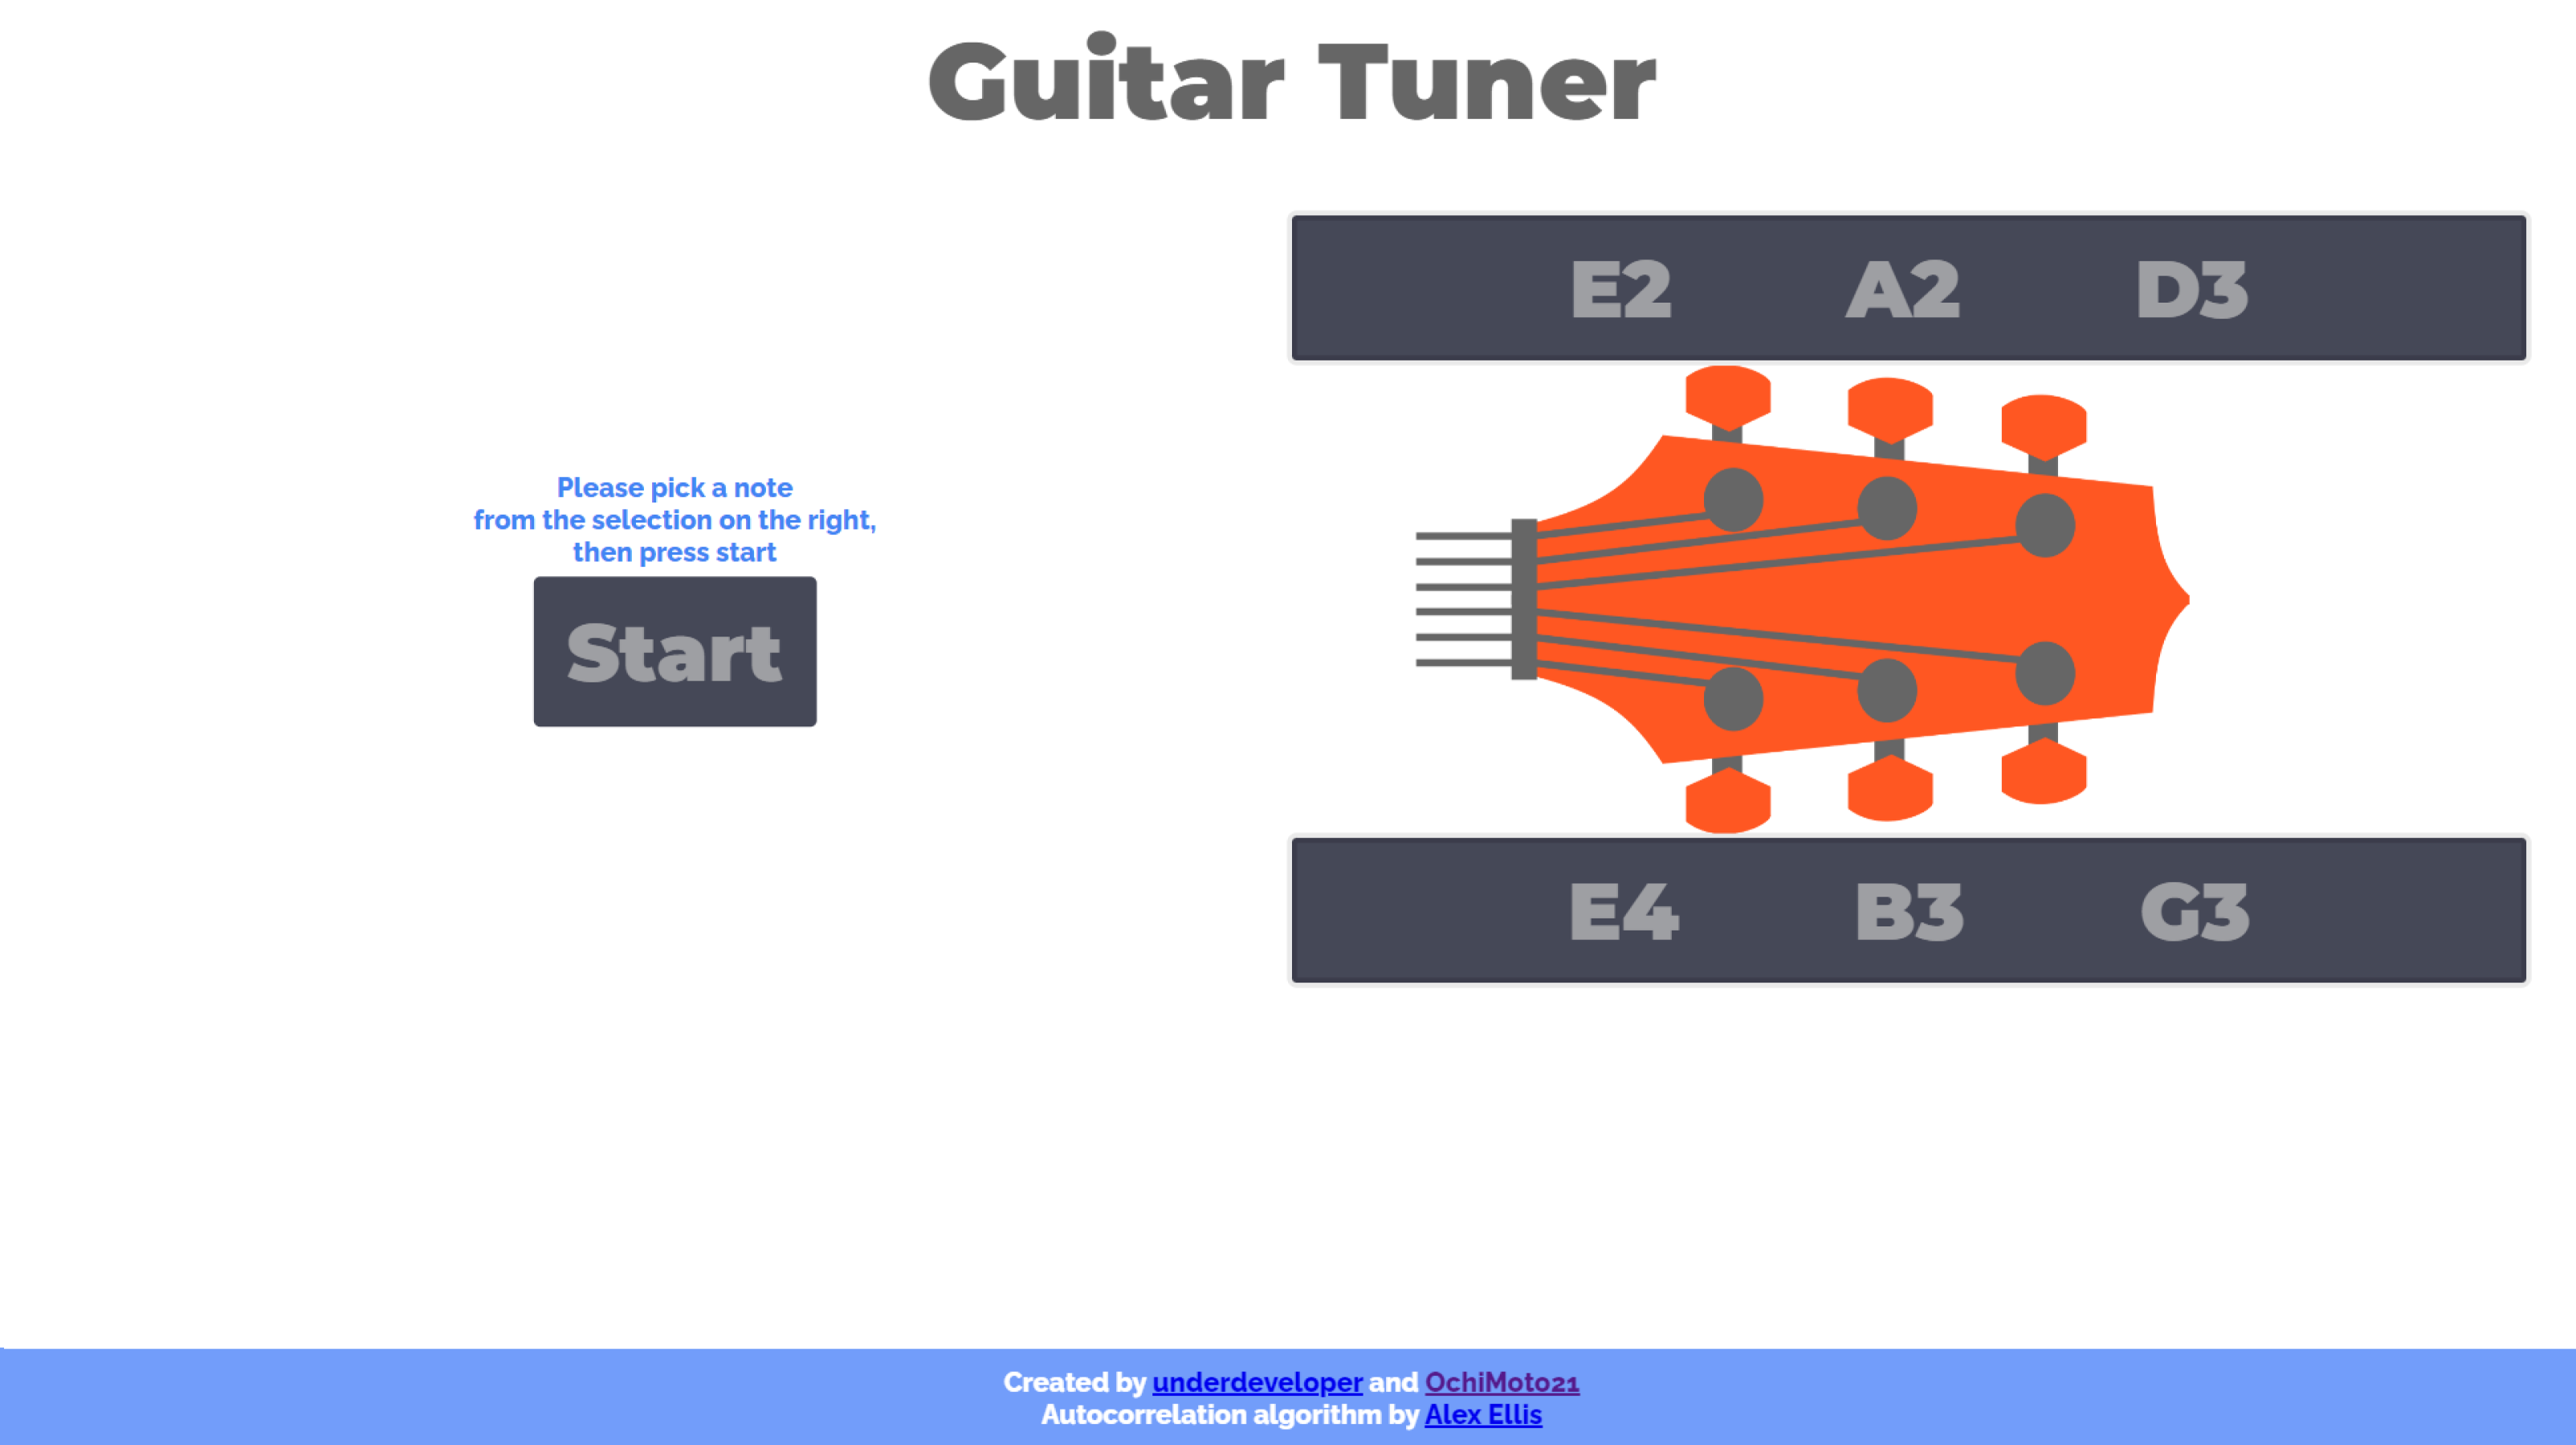 Guitar Tuner
E2 A2 D3
Please pick a note
from the selection on the right,
then press start
Start
E4 B3 G3
Created by underdeveloper and OchiMoto21
Autocorrelation algorithm by Alex Ellis